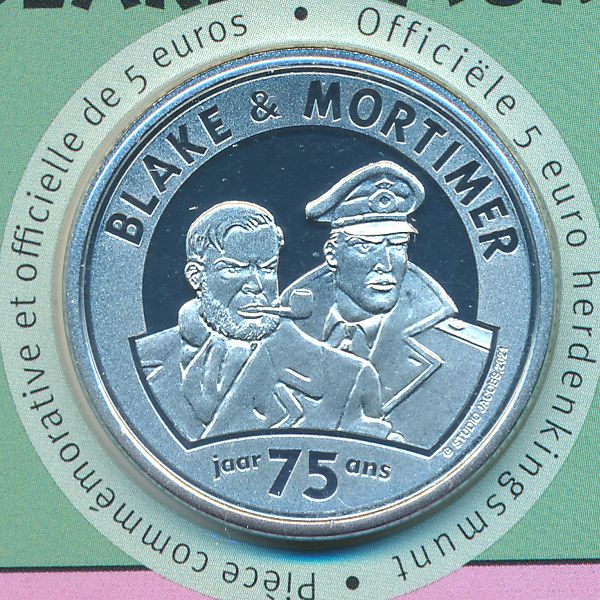 BLAKE & MORTIMER
jaar 75 ans
© STUDIO JACOBS 2021
Pièce commémorative et officielle de 5 euros •
Officiële 5 euro herdenkingsmunt •